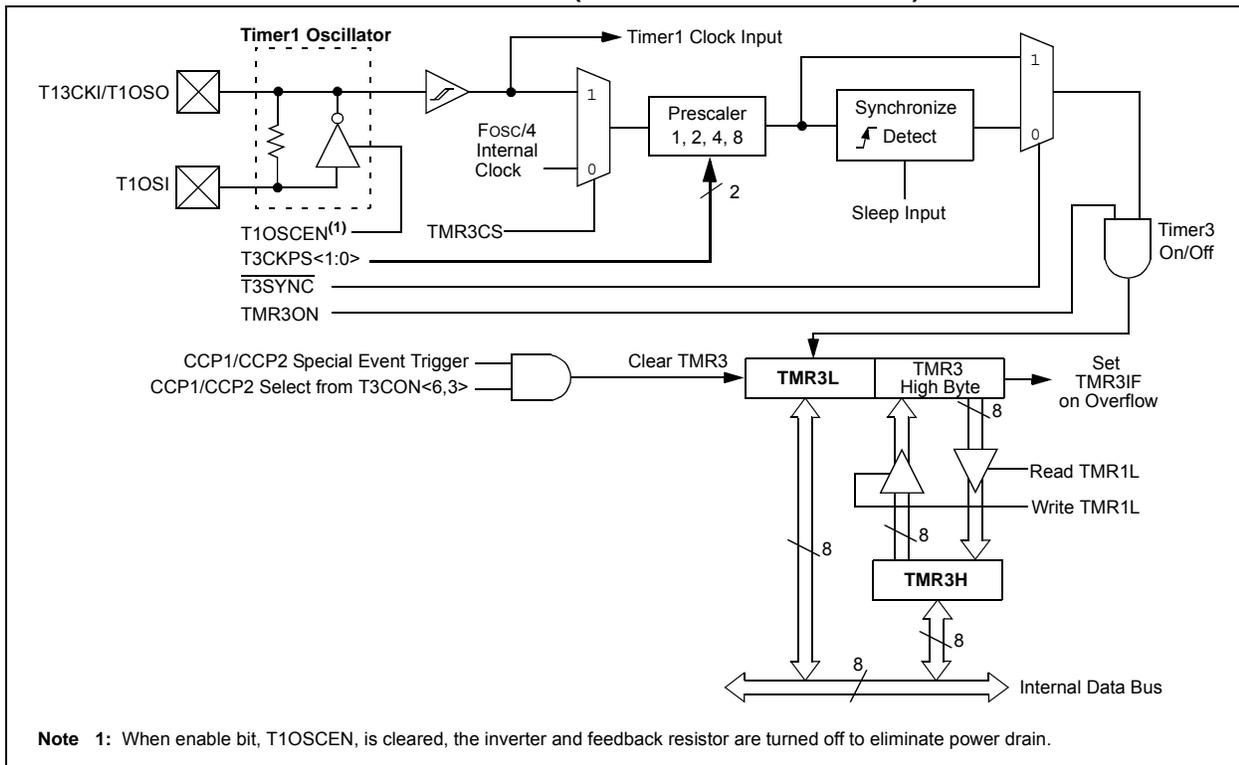 Timer1 Oscillator
Timer1 Clock Input
T13CKI/T1OSO
1
1
FOSC/4
Internal
Clock
0
Prescaler
1, 2, 4, 8
Synchronize
Detect
0
T1OSI
2
Sleep Input
T1OSCEN(1)
TMR3CS
Timer3
On/Off
T3CKPS<1:0>
T3SYNC
TMR3ON
CCP1/CCP2 Special Event Trigger
CCP1/CCP2 Select from T3CON<6,3>
Clear TMR3
TMR3L
TMR3
High Byte
Set
TMR3IF
on Overflow
8
Read TMR1L
Write TMR1L
8
8
TMR3H
8
8
Internal Data Bus
Note 1: When enable bit, T1OSCEN, is cleared, the inverter and feedback resistor are turned off to eliminate power drain.